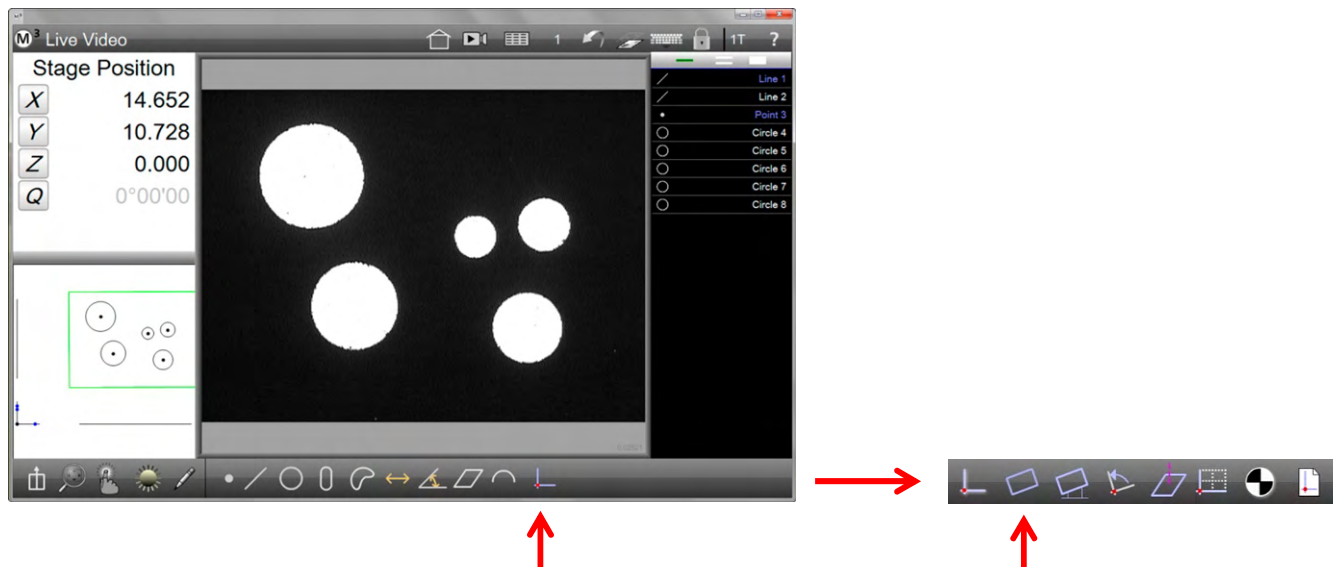 M³ Live Video
1
1T
?
Stage Position
X 14.652
Y 10.728
Z 0.000
Q 0°00'00
Line 1
Line 2
Point 3
Circle 4
Circle 5
Circle 6
Circle 7
Circle 8